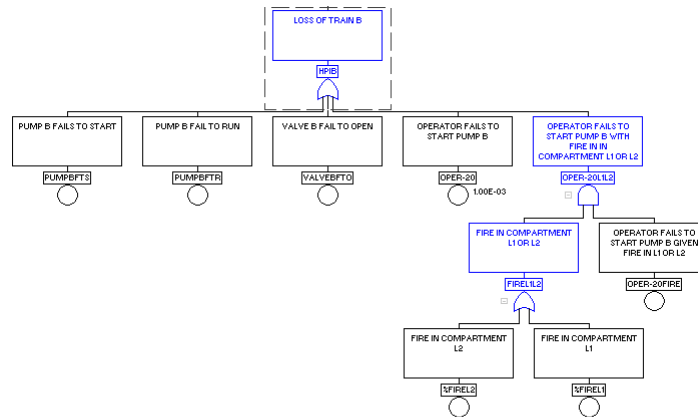 LOSS OF TRAIN B
HPIB
PUMP B FAILS TO START
PUMP B FAIL TO RUN
VALVE B FAIL TO OPEN
OPERATOR FAILS TO
START PUMP B
OPERATOR FAILS TO
START PUMP B WITH
FIRE IN IN
COMPARTMENT L1 OR L2
PUMPBFTS
PUMPBFTR
VALVEBFTO
OPER-20
1.00E-03
OPER-20L1L2
FIRE IN COMPARTMENT
L1 OR L2
OPERATOR FAILS TO
START PUMP B GIVEN
FIRE IN L1 OR L2
FIREL1L2
OPER-20FIRE
FIRE IN COMPARTMENT
L2
FIRE IN COMPARTMENT
L1
%FIREL2
%FIREL1